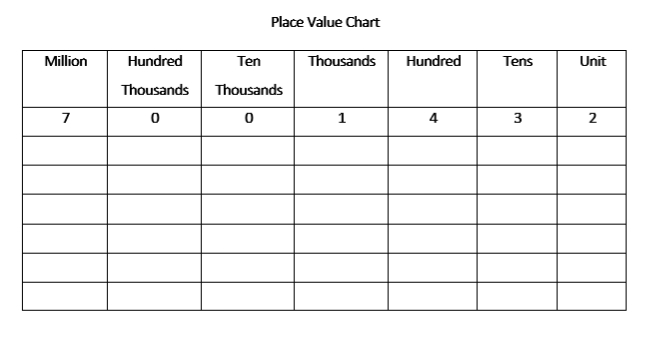 Place Value Chart
Million Hundred Thousands Ten Thousands Thousands Hundred Tens Unit
7 0 0 1 4 3 2